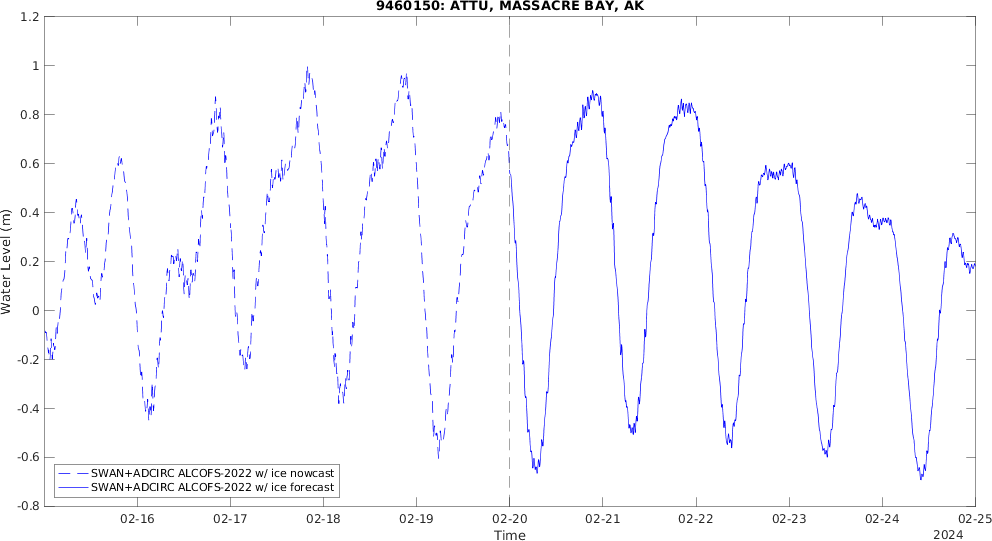 9460150: ATTU, MASSACRE BAY, AK
Water Level (m)
1.2
1
0.8
0.6
0.4
0.2
0
-0.2
-0.4
-0.6
-0.8
SWAN+ADCIRC ALCOFS-2022 w/ ice nowcast
SWAN+ADCIRC ALCOFS-2022 w/ ice forecast
02-16 02-17 02-18 02-19 02-20 02-21 02-22 02-23 02-24 02-25
Time
2024